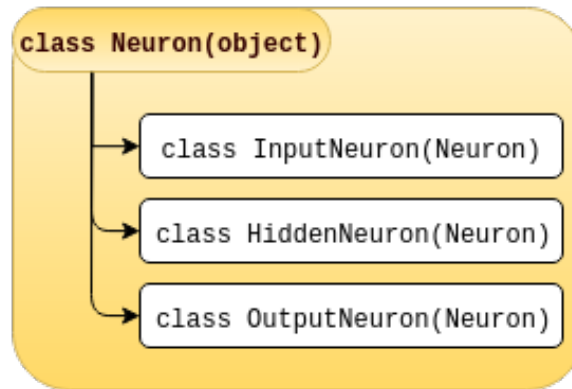 class Neuron(object)
class InputNeuron(Neuron)
class HiddenNeuron(Neuron)
class OutputNeuron(Neuron)